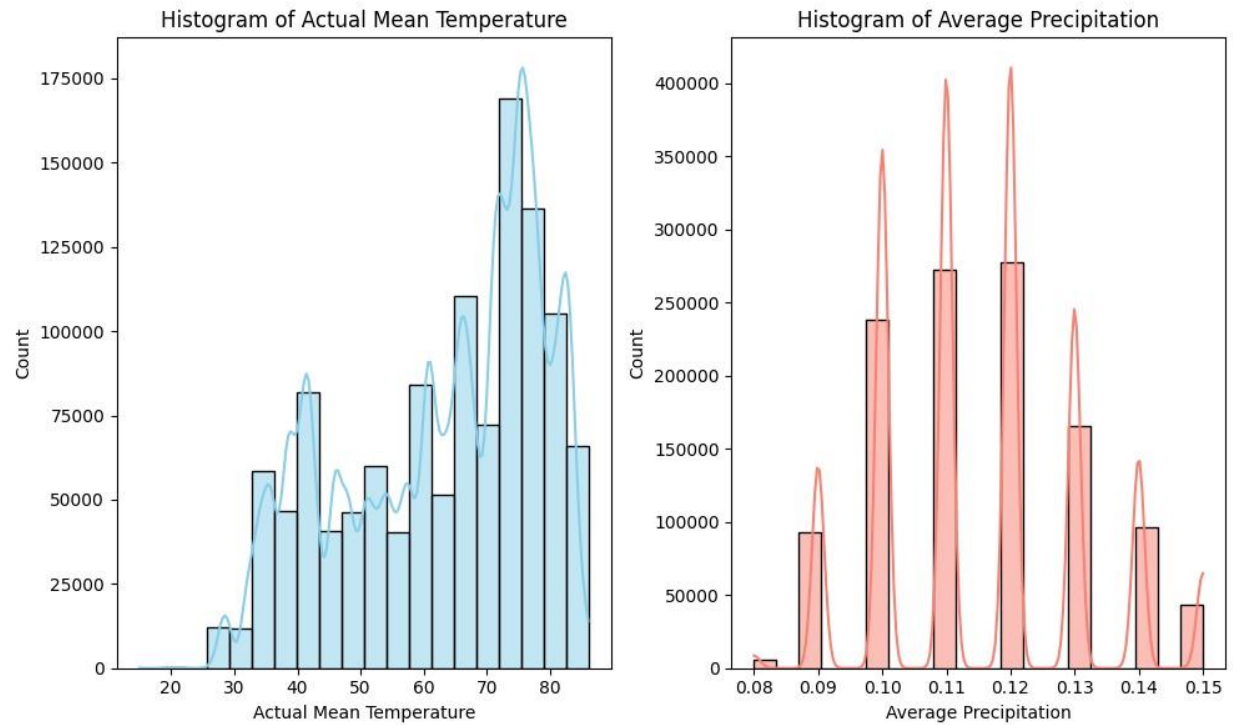 Histogram of Actual Mean Temperature
175000
150000
125000
100000
75000
50000
25000
0
Count
20 30 40 50 60 70 80
Actual Mean Temperature
Histogram of Average Precipitation
400000
350000
300000
250000
200000
150000
100000
50000
0
Count
0.08 0.09 0.10 0.11 0.12 0.13 0.14 0.15
Average Precipitation